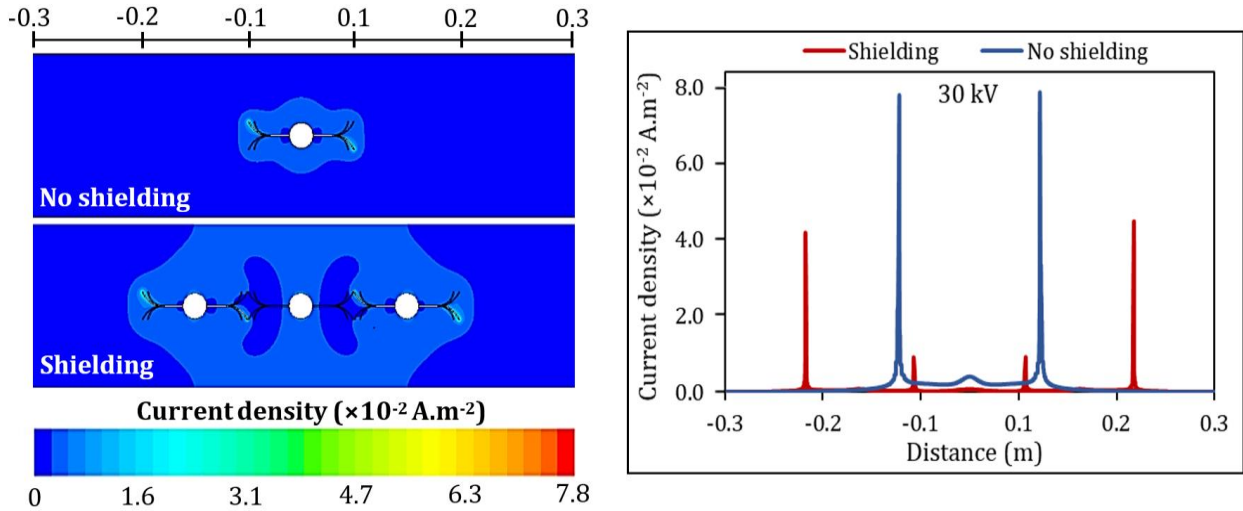 -0.3 -0.2 -0.1 0.1 0.2 0.3
No shielding
Shielding
Current density (×10-2 A.m-2)
0 1.6 3.1 4.7 6.3 7.8
Shielding No shielding
30 kV
Current density (×10-2 A.m-2)
8.0
6.0
4.0
2.0
0.0
-0.3 -0.2 -0.1 0.1 0.2 0.3
Distance (m)